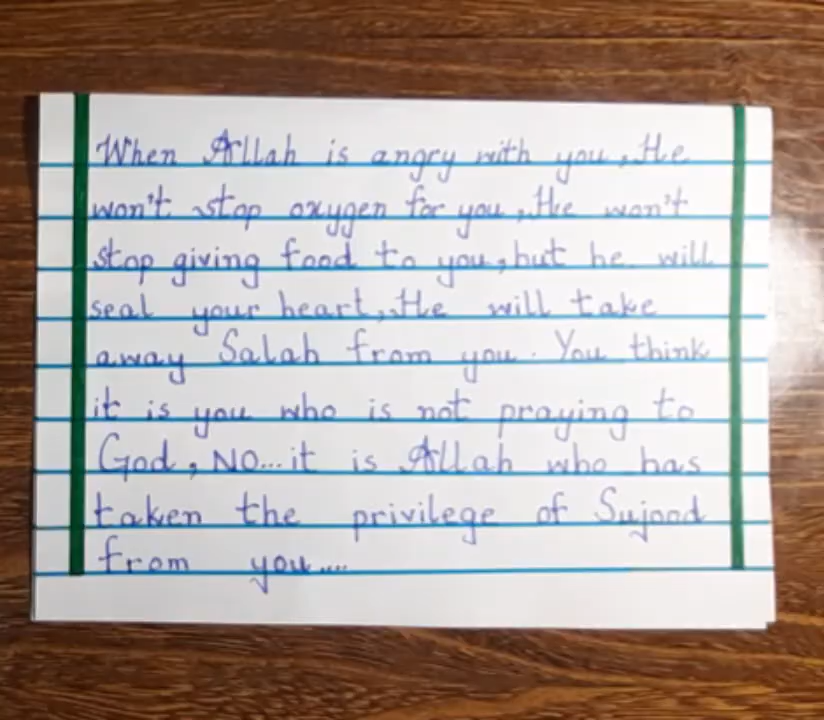 When Allah is angry with you, He
won't stop oxygen for you, He won't
stop giving food to you, but he will
seal your heart, He will take
away Salah from you. You think
it is you who is not praying to
God, NO... it is Allah who has
taken the privilege of Sujood
from you....